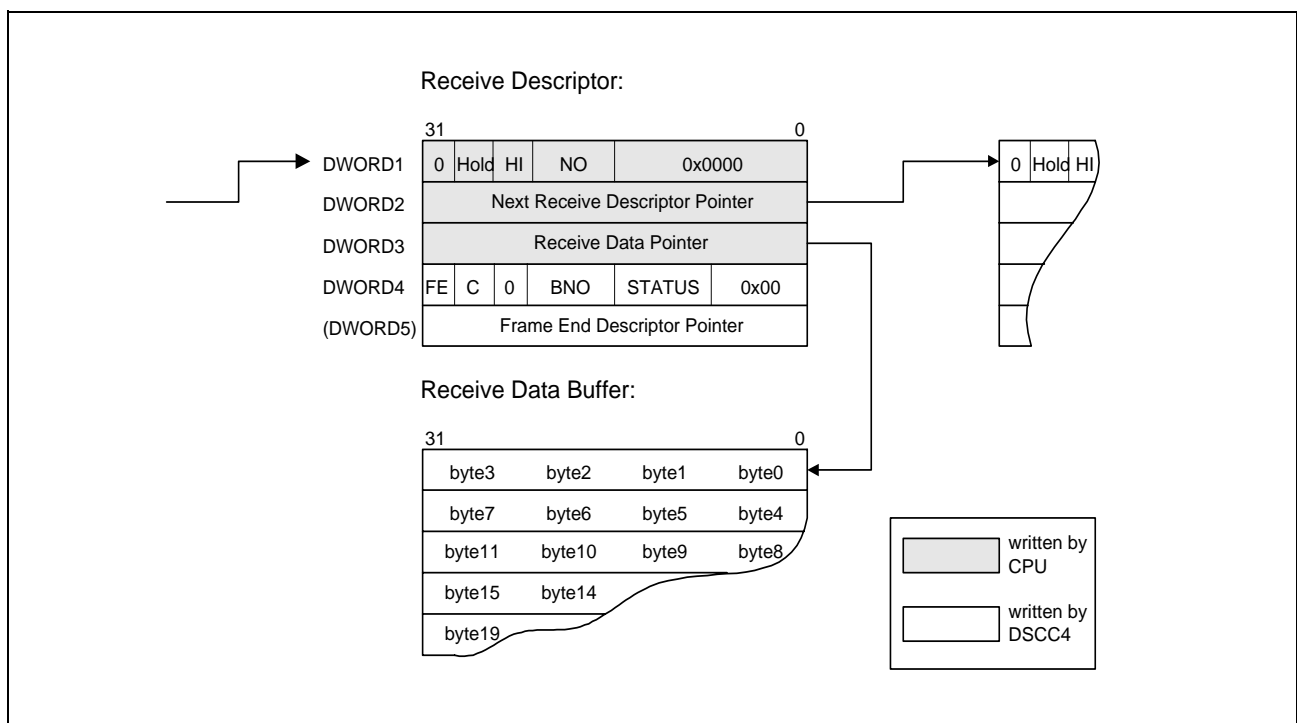 Receive Descriptor:
31 0
DWORD1 0 Hold HI NO 0x0000 0 Hold HI
DWORD2 Next Receive Descriptor Pointer
DWORD3 Receive Data Pointer
DWORD4 FE C 0 BNO STATUS 0x00
(DWORD5) Frame End Descriptor Pointer
Receive Data Buffer:
31 0
byte3 byte2 byte1 byte0
byte7 byte6 byte5 byte4
byte11 byte10 byte9 byte8
byte15 byte14
byte19
written by
CPU
written by
DSCC4